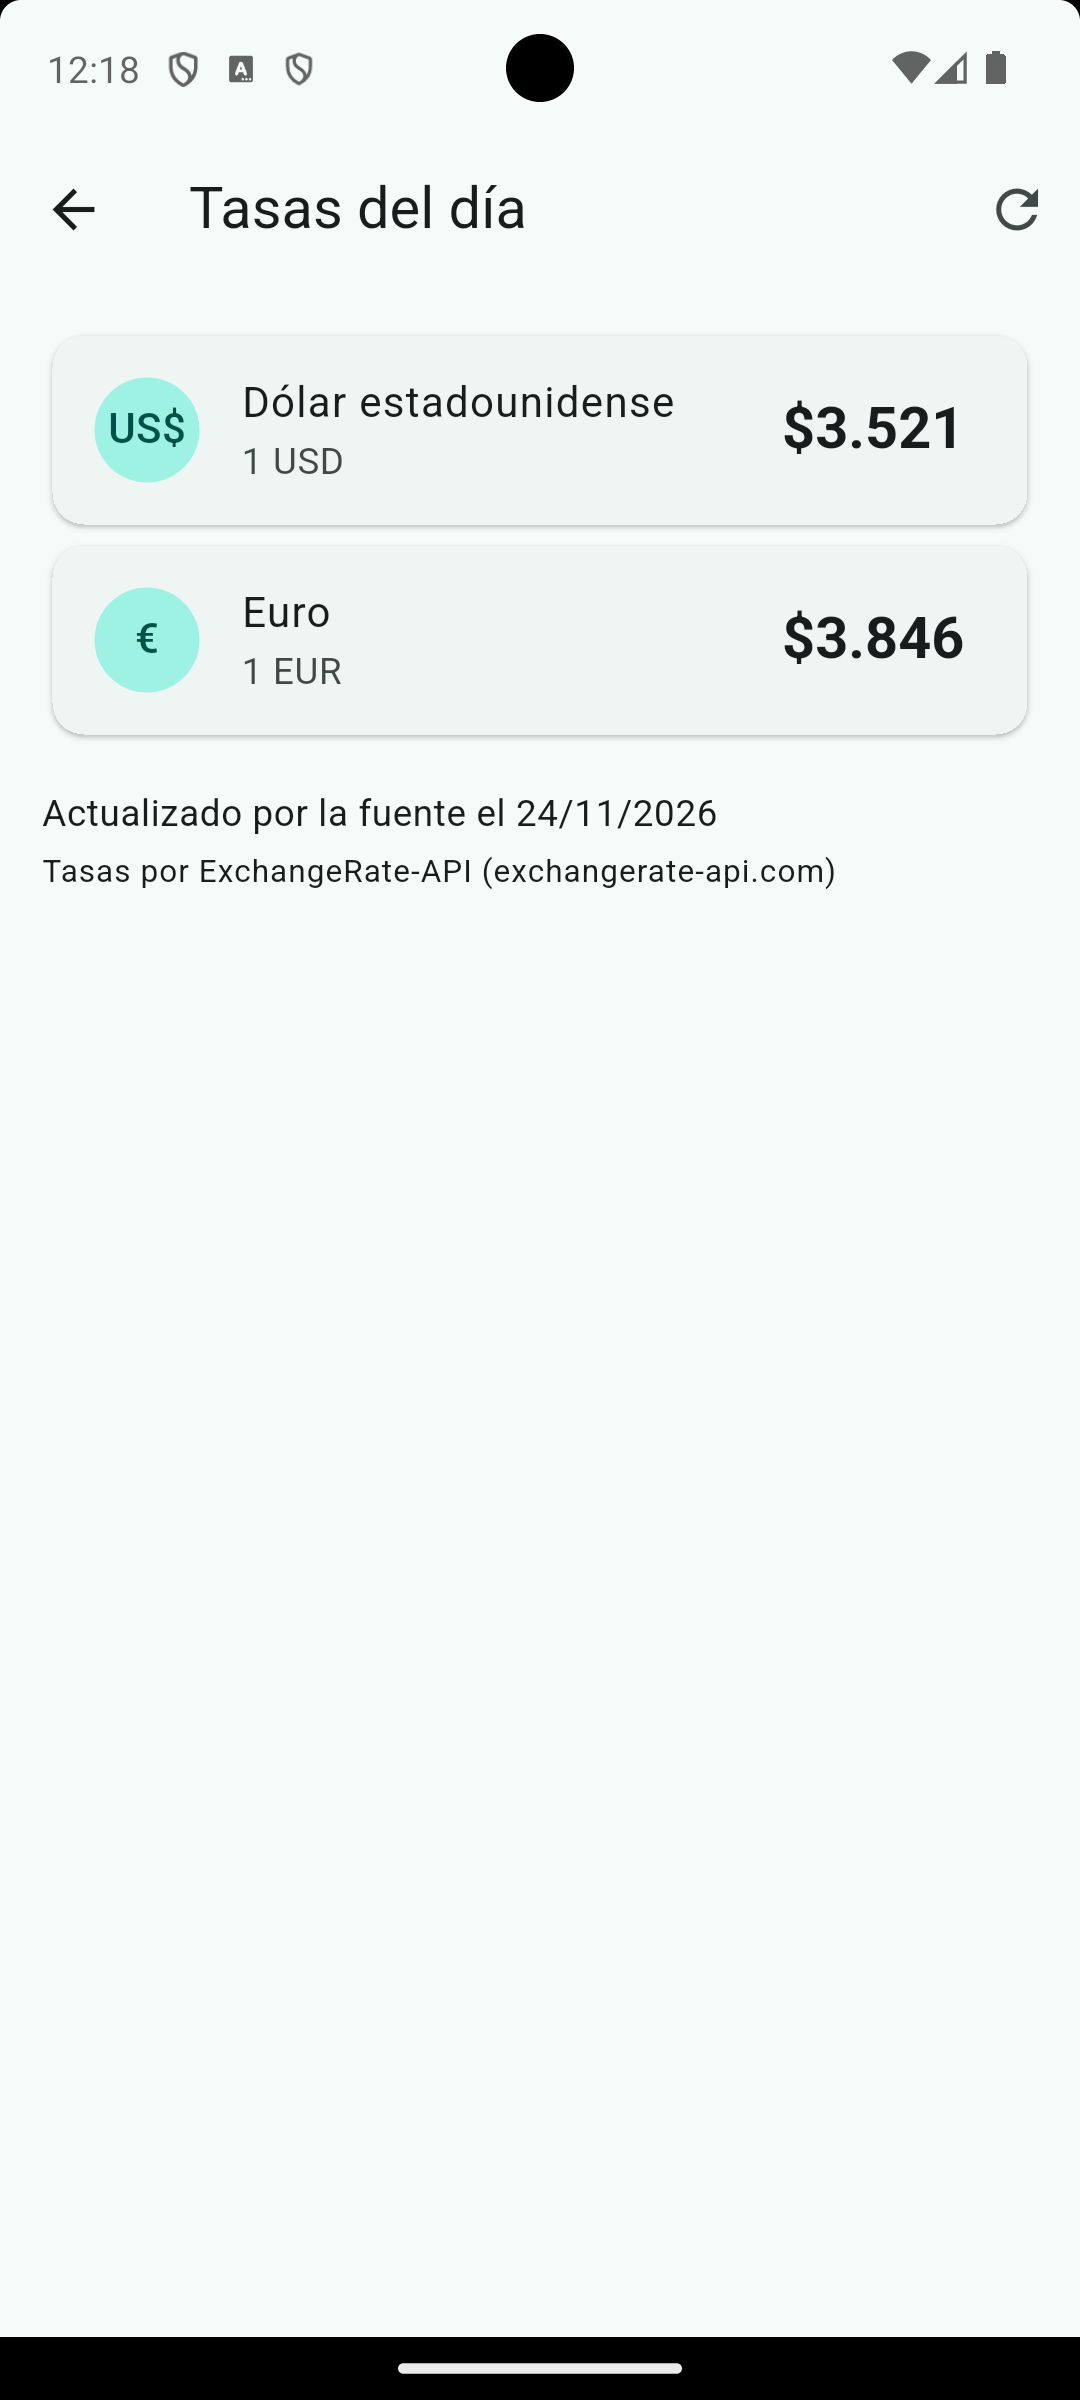 12:18
Tasas del día
US$
Dólar estadounidense
1 USD
$3.521
€
Euro
1 EUR
$3.846
Actualizado por la fuente el 24/11/2026
Tasas por ExchangeRate-API (exchangerate-api.com)